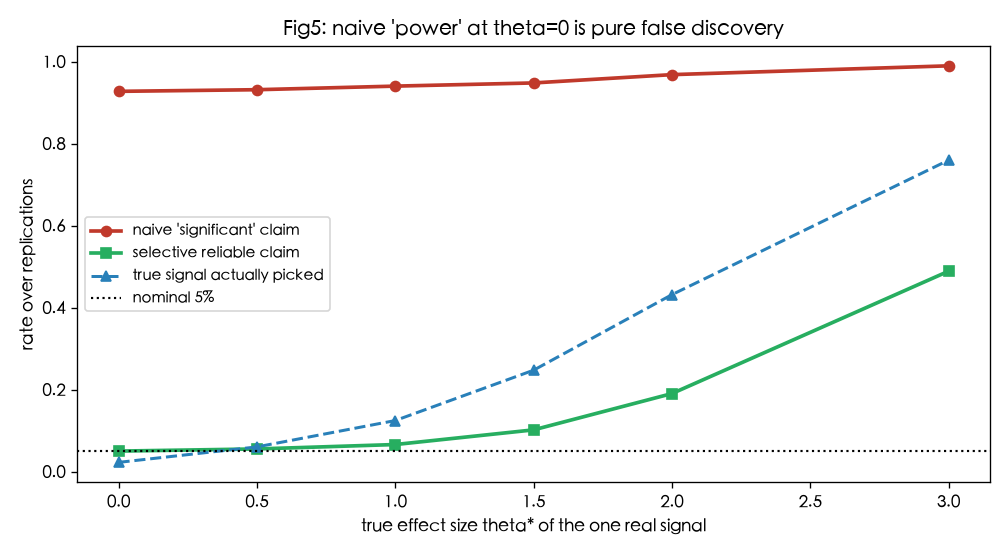 Fig5: naive 'power' at theta=0 is pure false discovery
rate over replications
1.0
0.8
0.6
0.4
0.2
0.0
naive 'significant' claim
selective reliable claim
true signal actually picked
nominal 5%
0.0 0.5 1.0 1.5 2.0 2.5 3.0
true effect size theta* of the one real signal